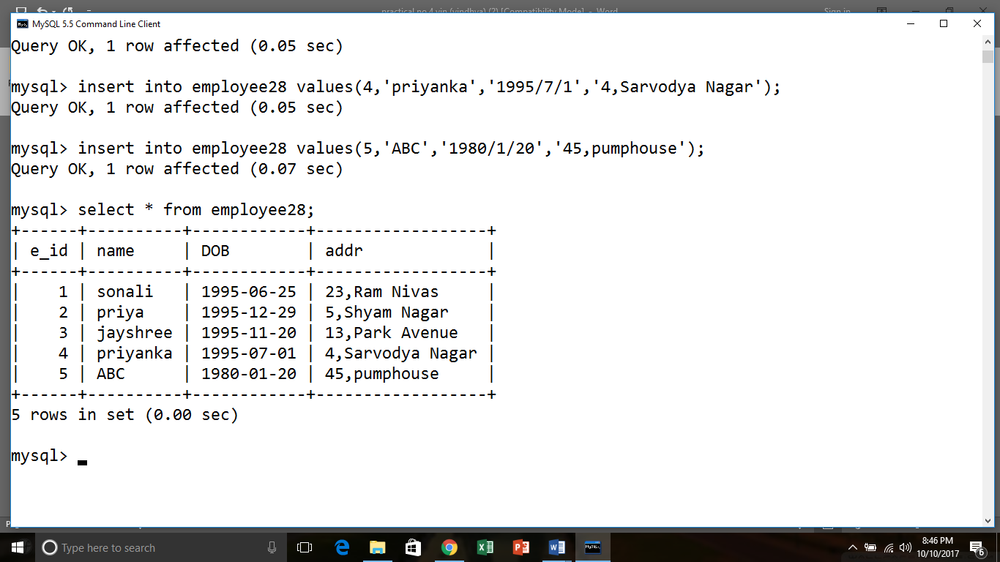 practical no 4 vin (vindhya) (2) [Compatibility Mode] - Word
Sign in
MySQL 5.5 Command Line Client
Query OK, 1 row affected (0.05 sec)
mysql> insert into employee28 values(4,'priyanka','1995/7/1','4,Sarvodya Nagar');
Query OK, 1 row affected (0.05 sec)
mysql> insert into employee28 values(5,'ABC','1980/1/20','45,pumphouse');
Query OK, 1 row affected (0.07 sec)
mysql> select * from employee28;
+------+----------+------------+------------------+
| e_id | name     | DOB        | addr             |
+------+----------+------------+------------------+
|    1 | sonali   | 1995-06-25 | 23,Ram Nivas     |
|    2 | priya    | 1995-12-29 | 5,Shyam Nagar    |
|    3 | jayshree | 1995-11-20 | 13,Park Avenue   |
|    4 | priyanka | 1995-07-01 | 4,Sarvodya Nagar |
|    5 | ABC      | 1980-01-20 | 45,pumphouse     |
+------+----------+------------+------------------+
5 rows in set (0.00 sec)
mysql>
Type here to search
8:46 PM
10/10/2017
6